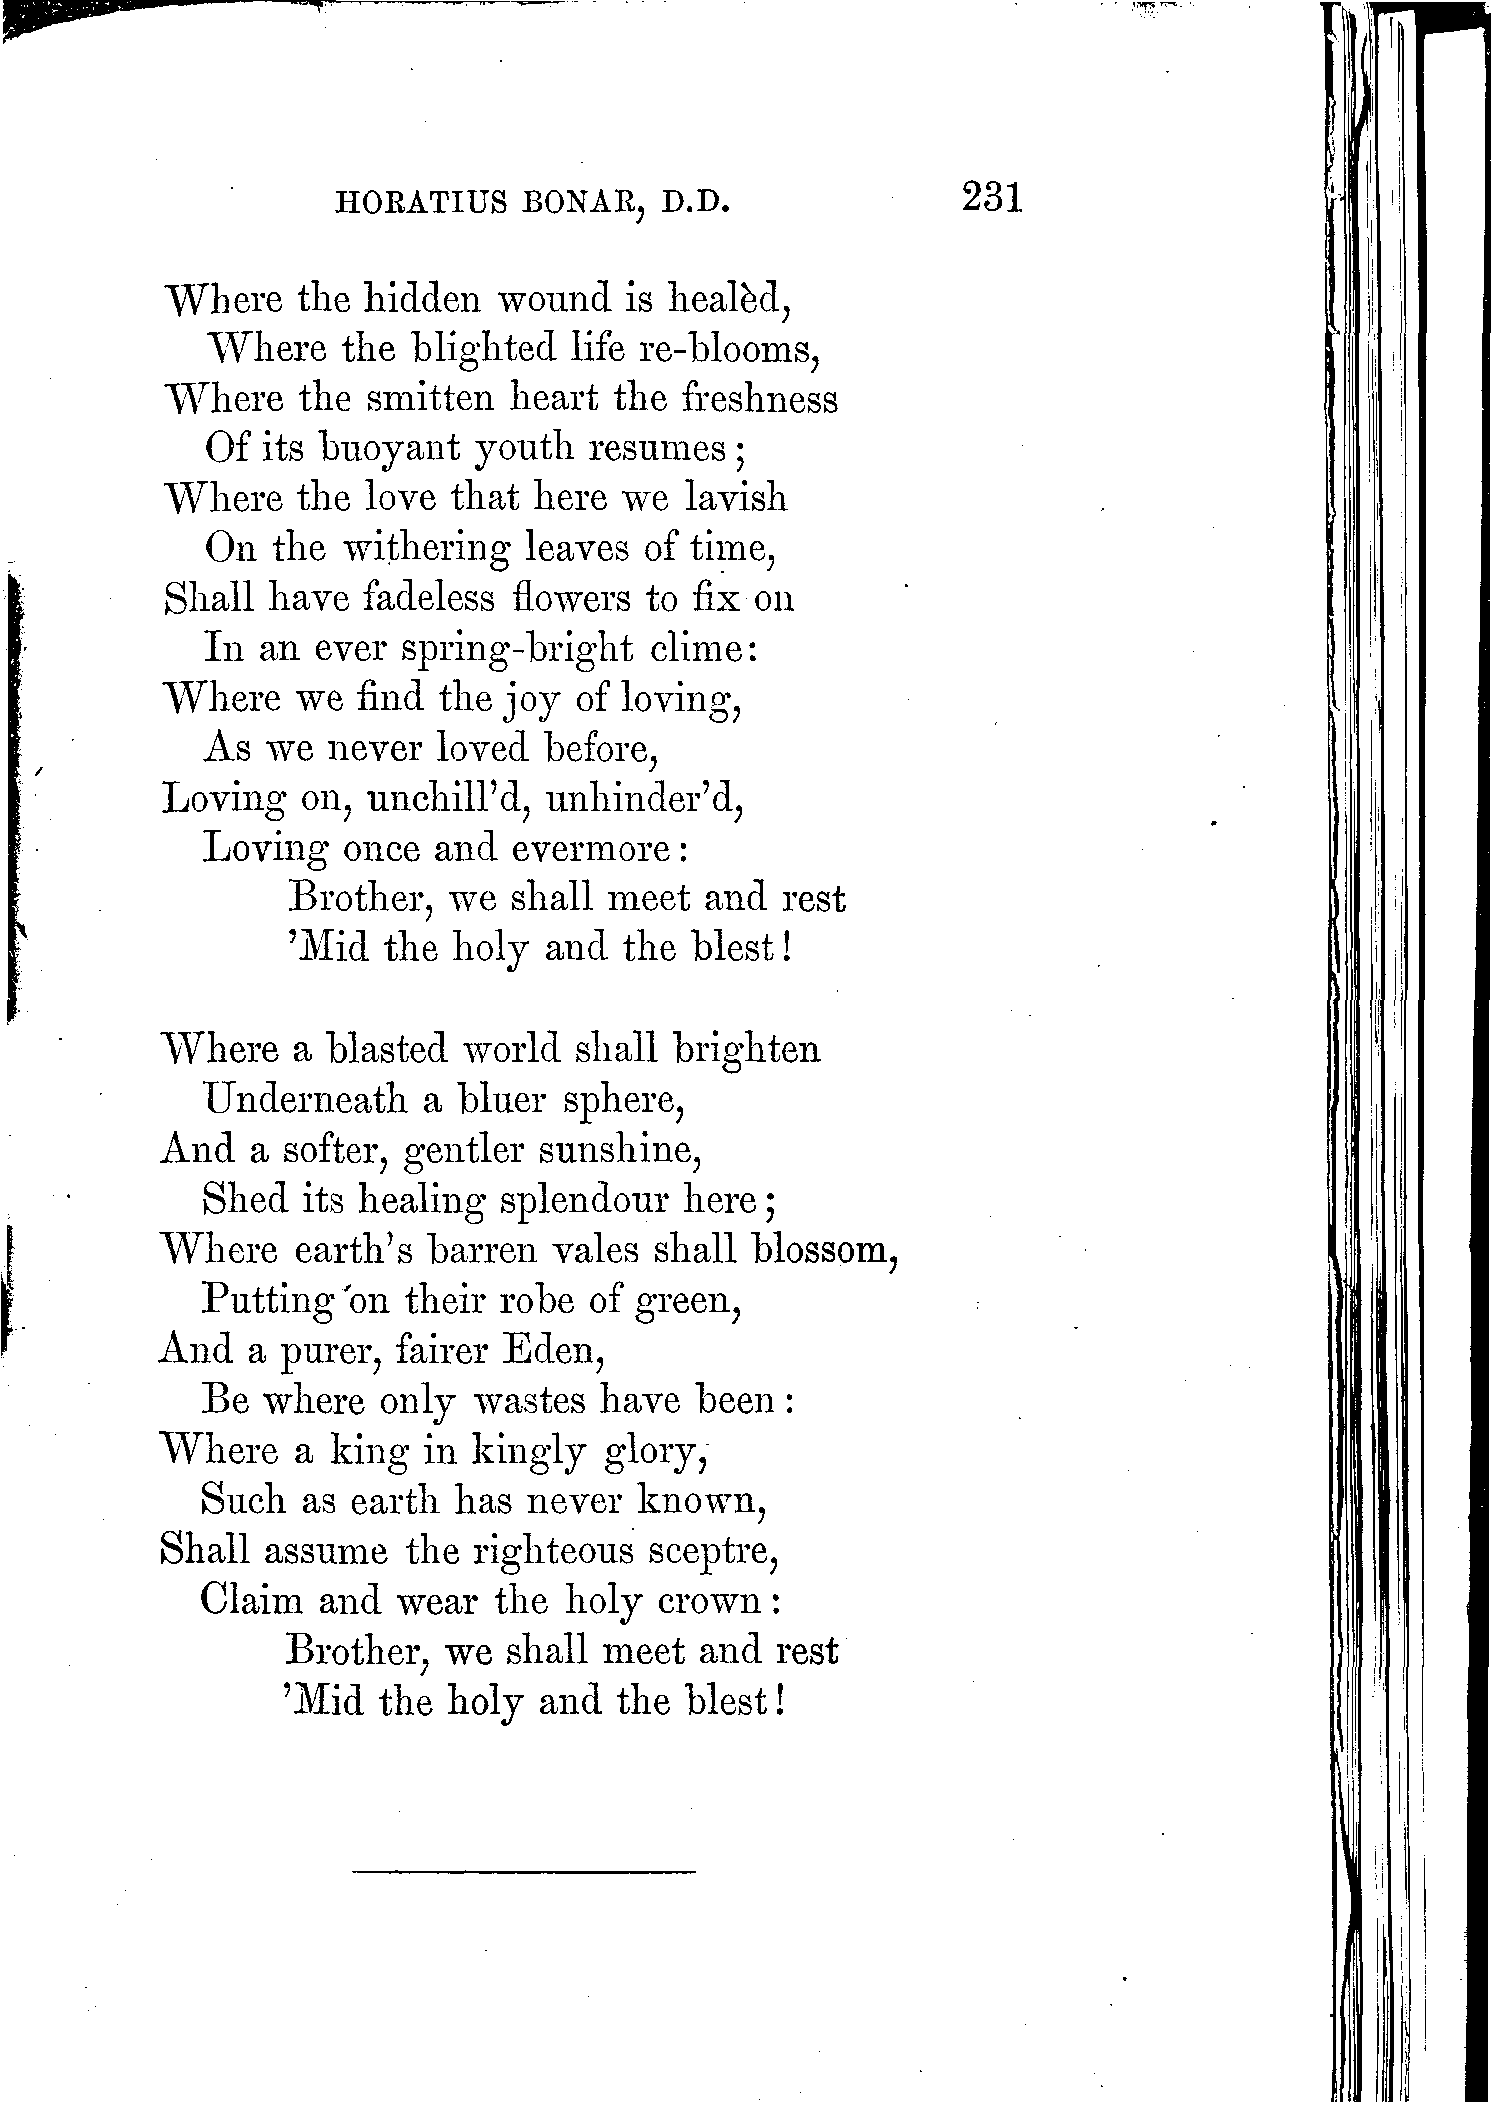 HORATIUS BONAR, D.D. 231
Where the hidden wound is healèd,
Where the blighted life re-blooms,
Where the smitten heart the freshness
Of its buoyant youth resumes;
Where the love that here we lavish
On the withering leaves of time,
Shall have fadeless flowers to fix on
In an ever spring-bright clime:
Where we find the joy of loving,
As we never loved before,
Loving on, unchill'd, unhinder'd,
Loving once and evermore:
Brother, we shall meet and rest
'Mid the holy and the blest!
Where a blasted world shall brighten
Underneath a bluer sphere,
And a softer, gentler sunshine,
Shed its healing splendour here;
Where earth's barren vales shall blossom,
Putting on their robe of green,
And a purer, fairer Eden,
Be where only wastes have been:
Where a king in kingly glory,
Such as earth has never known,
Shall assume the righteous sceptre,
Claim and wear the holy crown:
Brother, we shall meet and rest
'Mid the holy and the blest!